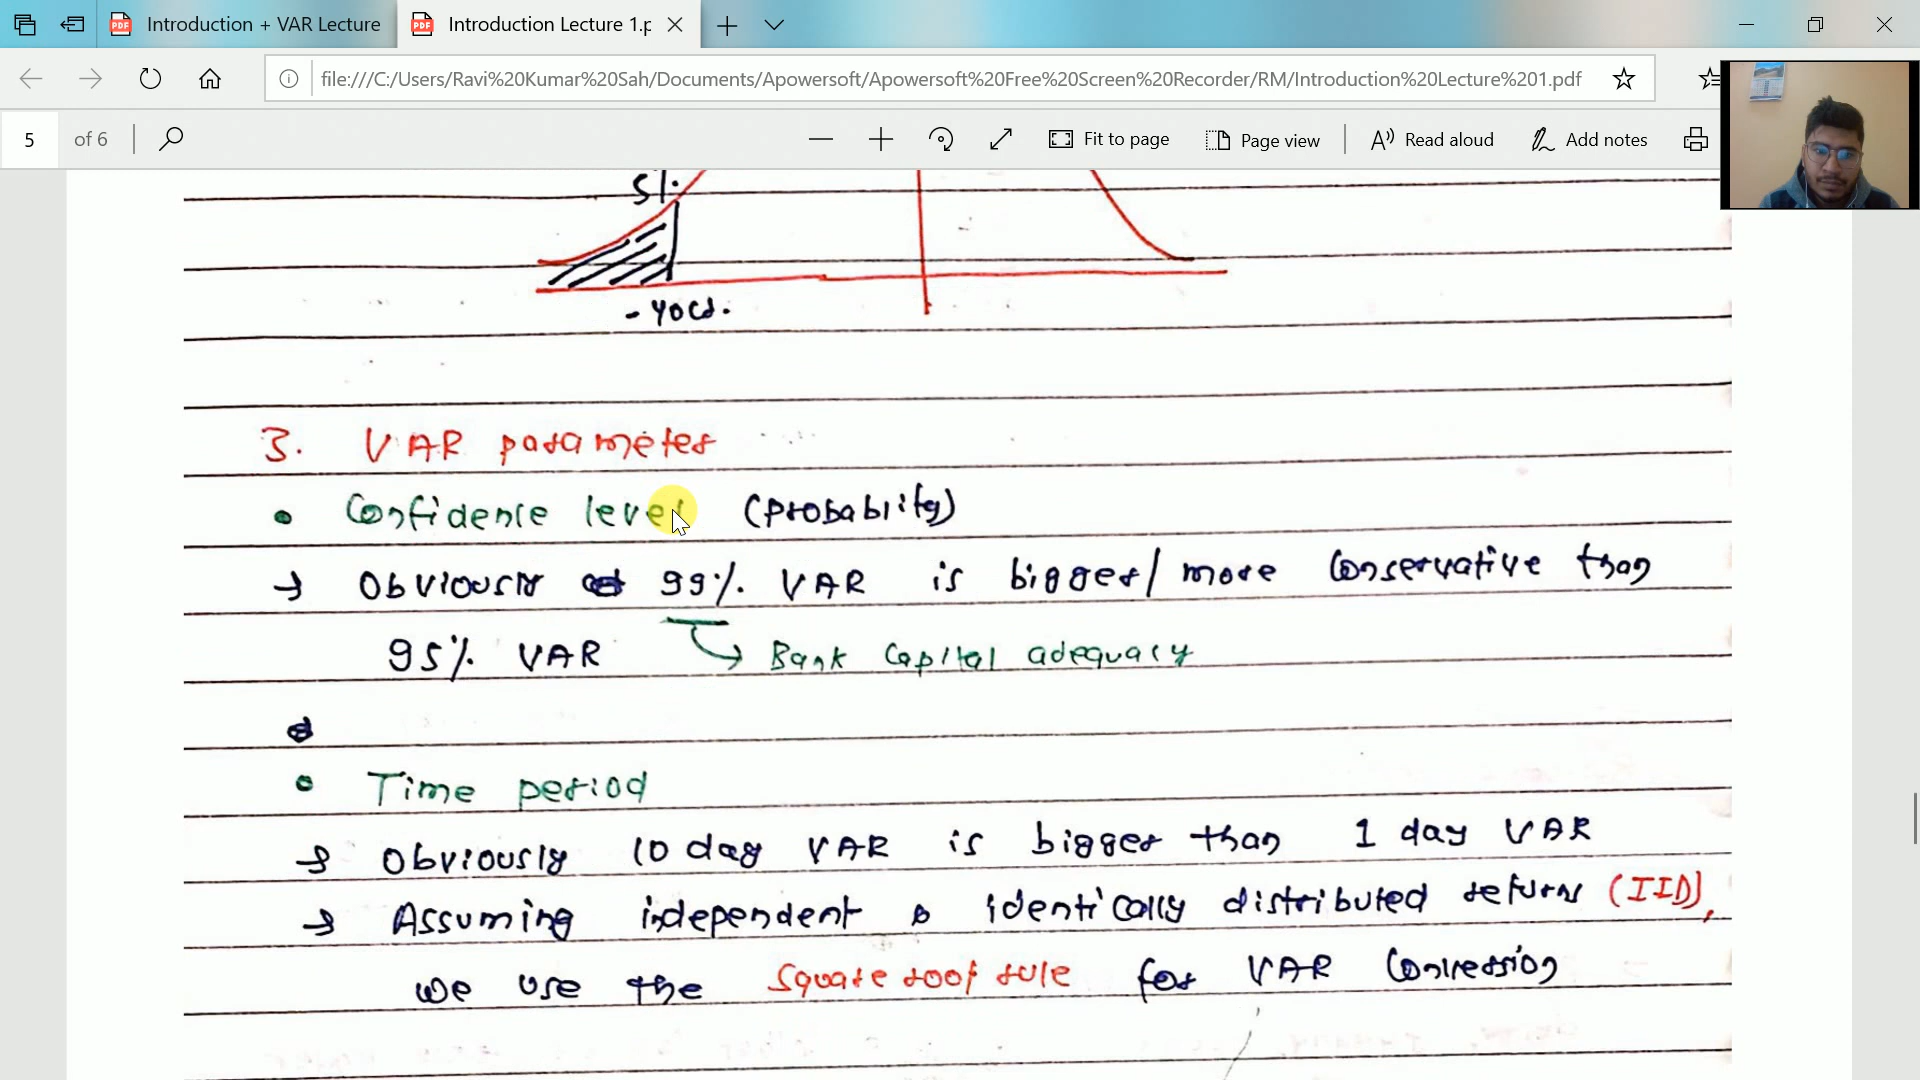 Introduction + VAR Lecture
Introduction Lecture 1.p
file:///C:/Users/Ravi%20Kumar%20Sah/Documents/Apowersoft/Apowersoft%20Free%20Screen%20Recorder/RM/Introduction%20Lecture%201.pdf
5 of 6
Fit to page
Page view
Read aloud
Add notes
5%.
- 40cr.
3. VAR parameter
• Confidence level (Probability)
→ Obviously 99%. VAR is bigger/more conservative than
95%. VAR → Bank Capital adequacy
• Time period
→ Obviously 10 day VAR is bigger than 1 day VAR
→ Assuming independent & identically distributed returns (IID),
we use the Square root rule for VAR Conversion